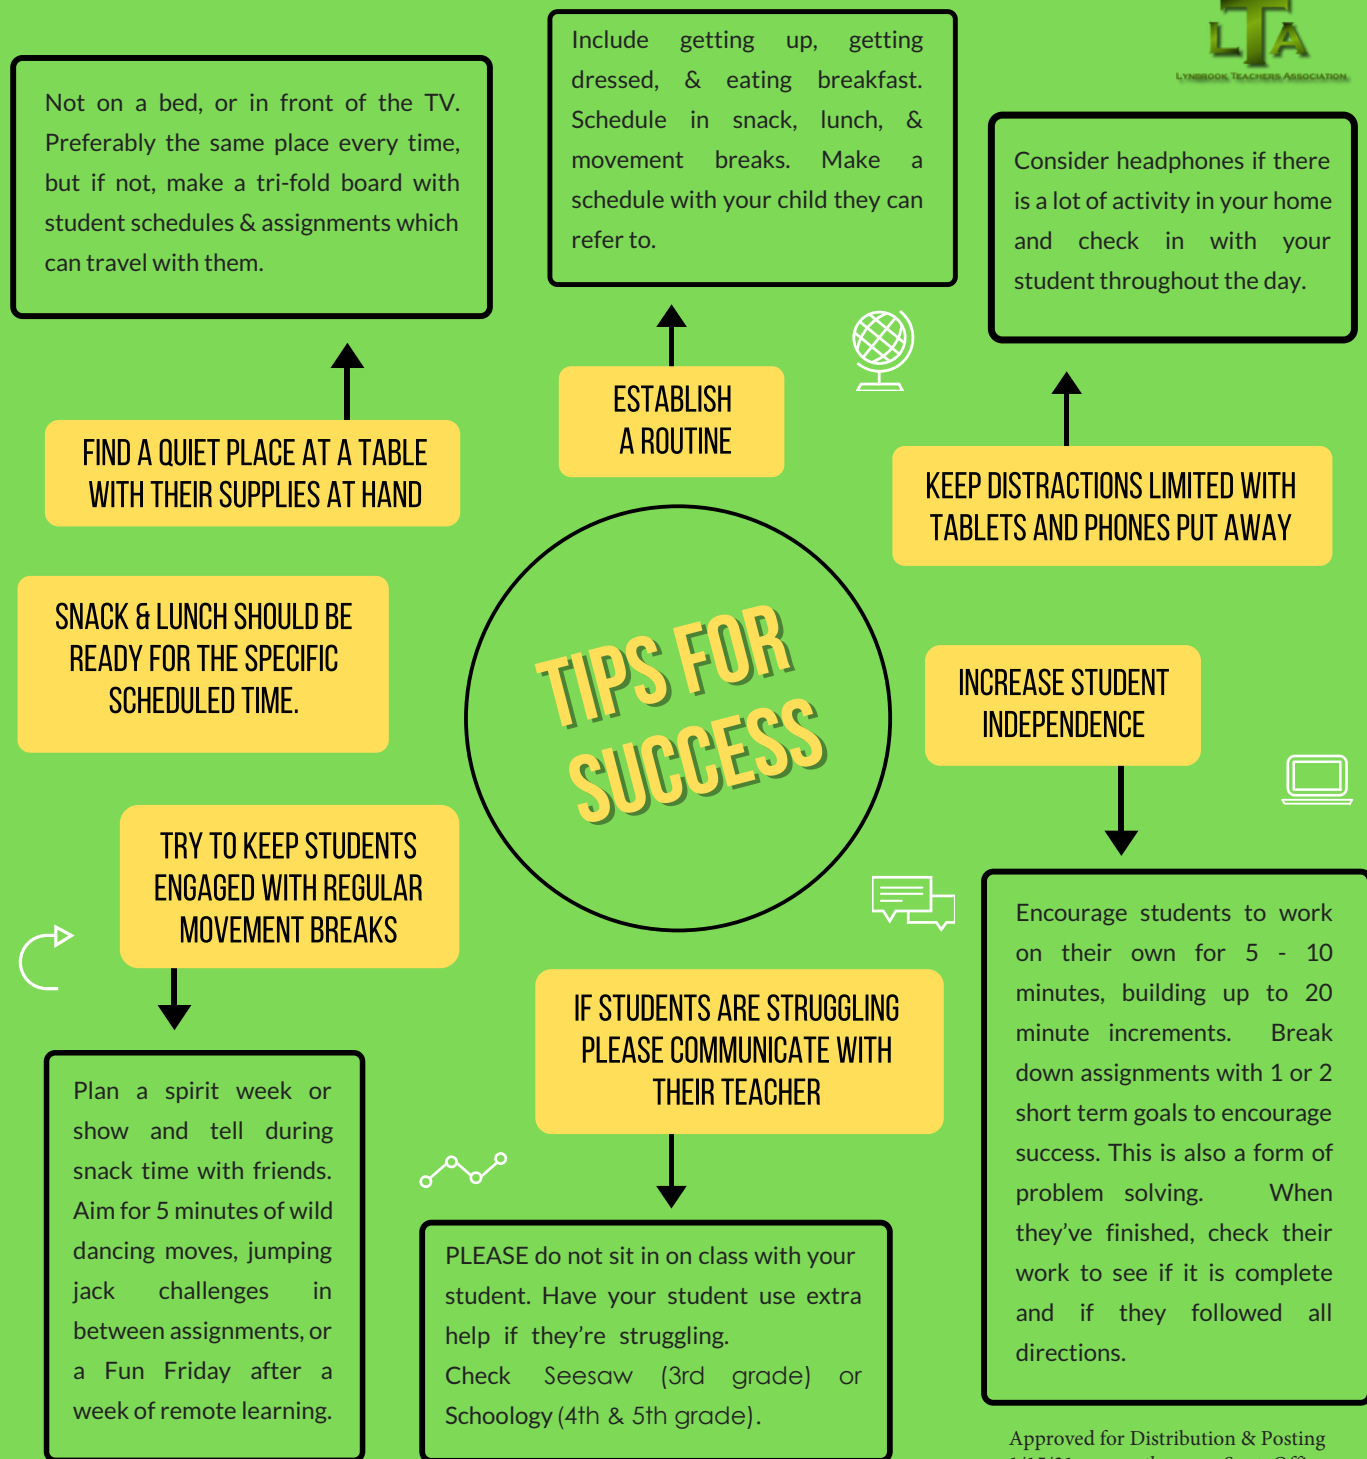 LTA
LYNBROOK TEACHERS ASSOCIATION
Not on a bed, or in front of the TV.
Preferably the same place every time,
but if not, make a tri-fold board with
student schedules & assignments which
can travel with them.
Include getting up, getting
dressed, & eating breakfast.
Schedule in snack, lunch, &
movement breaks. Make a
schedule with your child they can
refer to.
Consider headphones if there
is a lot of activity in your home
and check in with your
student throughout the day.
FIND A QUIET PLACE AT A TABLE
WITH THEIR SUPPLIES AT HAND
ESTABLISH
A ROUTINE
KEEP DISTRACTIONS LIMITED WITH
TABLETS AND PHONES PUT AWAY
SNACK & LUNCH SHOULD BE
READY FOR THE SPECIFIC
SCHEDULED TIME.
TIPS FOR
SUCCESS
INCREASE STUDENT
INDEPENDENCE
TRY TO KEEP STUDENTS
ENGAGED WITH REGULAR
MOVEMENT BREAKS
IF STUDENTS ARE STRUGGLING
PLEASE COMMUNICATE WITH
THEIR TEACHER
Plan a spirit week or
show and tell during
snack time with friends.
Aim for 5 minutes of wild
dancing moves, jumping
jack challenges in
between assignments, or
a Fun Friday after a
week of remote learning.
PLEASE do not sit in on class with your
student. Have your student use extra
help if they're struggling.
Check Seesaw (3rd grade) or
Schoology (4th & 5th grade).
Encourage students to work
on their own for 5 - 10
minutes, building up to 20
minute increments. Break
down assignments with 1 or 2
short term goals to encourage
success. This is also a form of
problem solving. When
they've finished, check their
work to see if it is complete
and if they followed all
directions.
Approved for Distribution & Posting